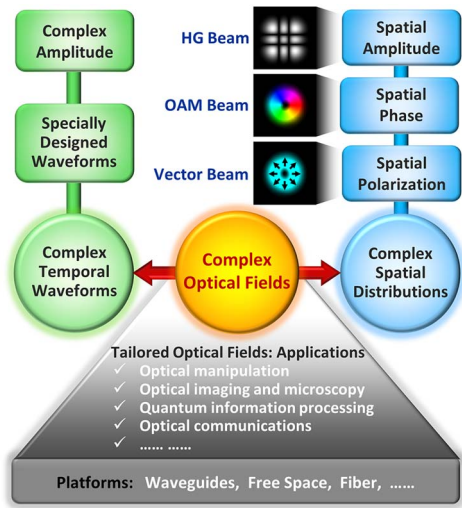 Complex
Amplitude
Specially
Designed
Waveforms
Complex
Temporal
Waveforms
HG Beam
OAM Beam
Vector Beam
Spatial
Amplitude
Spatial
Phase
Spatial
Polarization
Complex
Spatial
Distributions
Complex
Optical Fields
Tailored Optical Fields: Applications
✓ Optical manipulation
✓ Optical imaging and microscopy
✓ Quantum information processing
✓ Optical communications
✓ …… ……
Platforms: Waveguides, Free Space, Fiber, ……